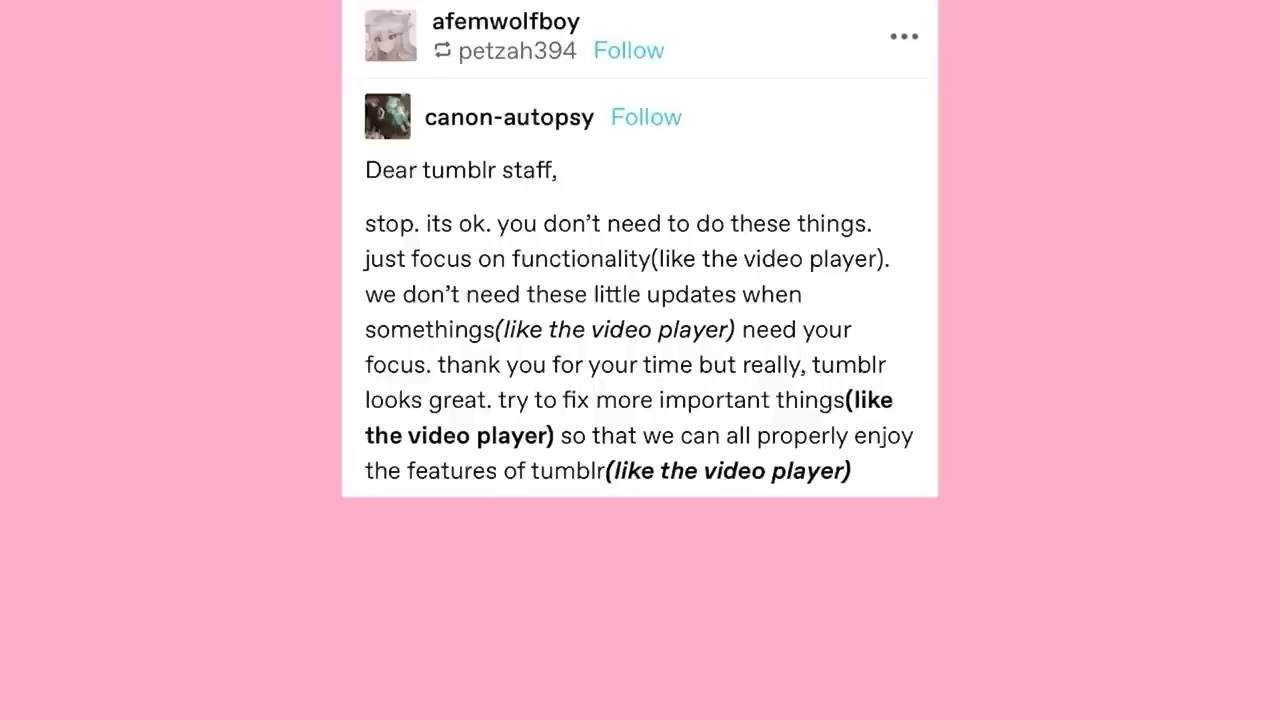 afemwolfboy
petzah394 Follow
canon-autopsy Follow
Dear tumblr staff,
stop. its ok. you don’t need to do these things.
just focus on functionality(like the video player).
we don’t need these little updates when
somethings(like the video player) need your
focus. thank you for your time but really, tumblr
looks great. try to fix more important things(like
the video player) so that we can all properly enjoy
the features of tumblr(like the video player)